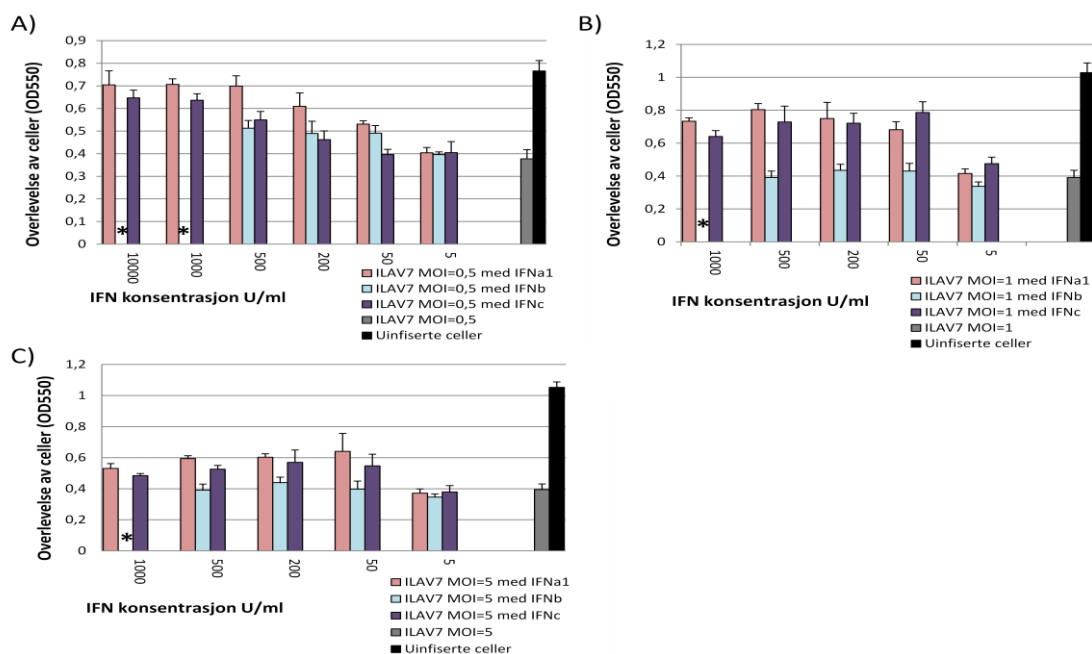 A)
0,9
0,8
0,7
0,6
0,5
0,4
0,3
0,2
0,1
0
Overlevelse av celler (OD550)
* *
10000 1000 500 200 50 5
IFN konsentrasjon U/ml
ILAV7 MOI=0,5 med IFNa1
ILAV7 MOI=0,5 med IFNb
ILAV7 MOI=0,5 med IFNc
ILAV7 MOI=0,5
Uinfiserte celler
B)
1,2
1
0,8
0,6
0,4
0,2
0
Overlevelse av celler (OD550)
*
1000 500 200 50 5
IFN konsentrasjon U/ml
ILAV7 MOI=1 med IFNa1
ILAV7 MOI=1 med IFNb
ILAV7 MOI=1 med IFNc
ILAV7 MOI=1
Uinfiserte celler
C)
1,2
1
0,8
0,6
0,4
0,2
0
Overlevelse av celler (OD550)
*
1000 500 200 50 5
IFN konsentrasjon U/ml
ILAV7 MOI=5 med IFNa1
ILAV7 MOI=5 med IFNb
ILAV7 MOI=5 med IFNc
ILAV7 MOI=5
Uinfiserte celler